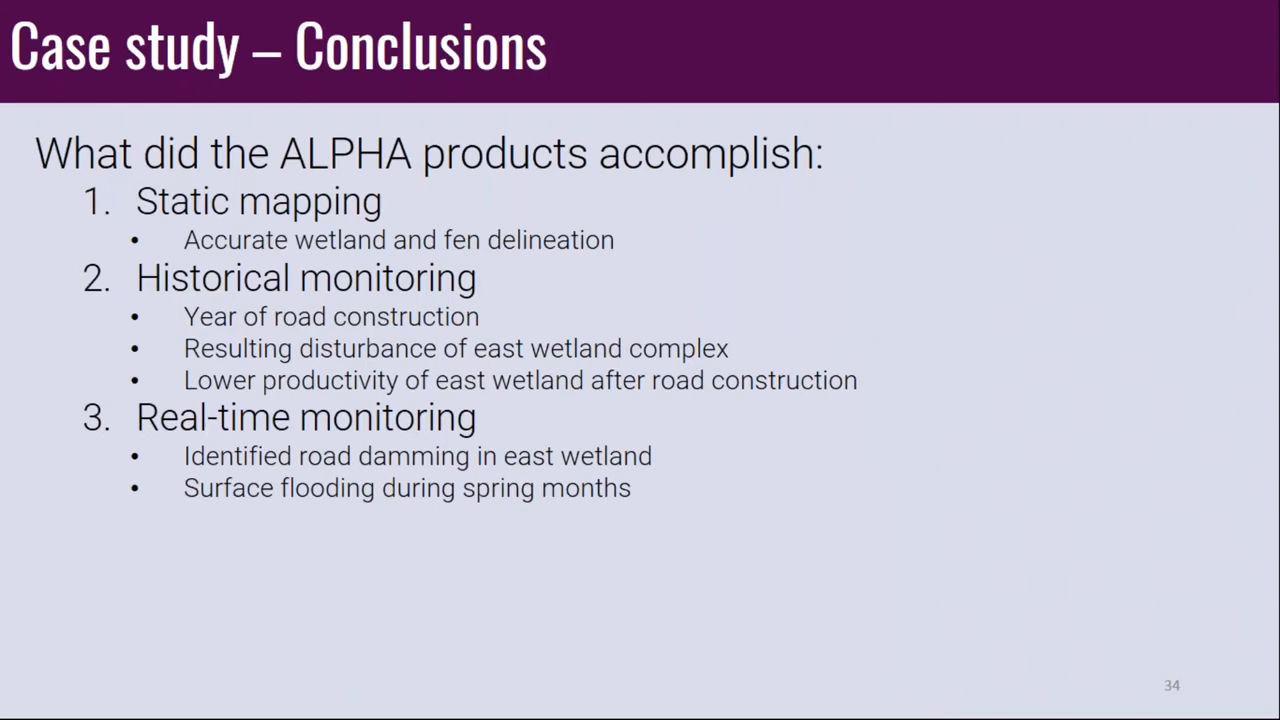 Case study – Conclusions
What did the ALPHA products accomplish:
1. Static mapping
• Accurate wetland and fen delineation
2. Historical monitoring
• Year of road construction
• Resulting disturbance of east wetland complex
• Lower productivity of east wetland after road construction
3. Real-time monitoring
• Identified road damming in east wetland
• Surface flooding during spring months
34